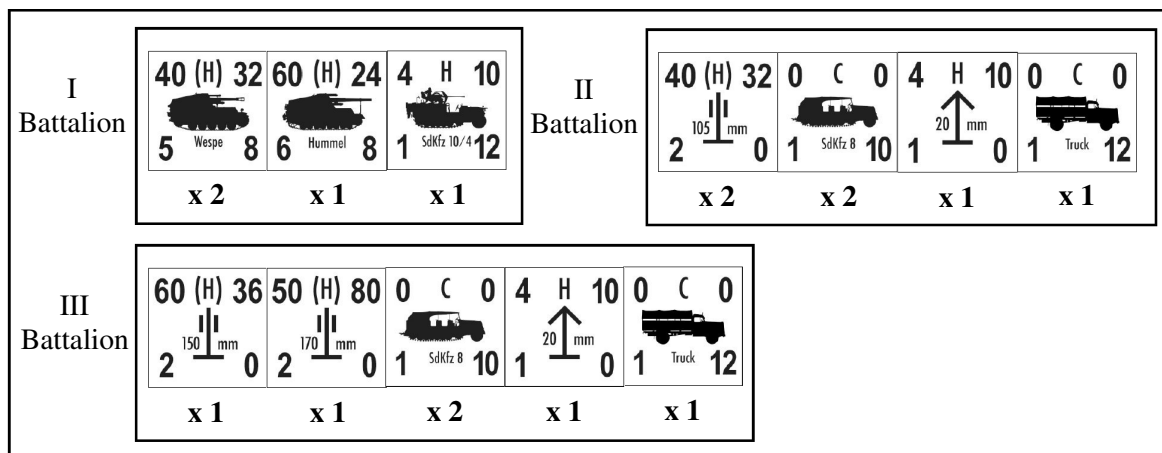 I
Battalion
40 (H) 32
Wespe
5 8
x 2
60 (H) 24
Hummel
6 8
x 1
4 H 10
SdKfz 10/4
1 12
x 1
II
Battalion
40 (H) 32
105 mm
2 0
x 2
0 C 0
SdKfz 8
1 10
x 2
4 H 10
20 mm
1 0
x 1
0 C 0
Truck
1 12
x 1
III
Battalion
60 (H) 36
150 mm
2 0
x 1
50 (H) 80
170 mm
2 0
x 1
0 C 0
SdKfz 8
1 10
x 2
4 H 10
20 mm
1 0
x 1
0 C 0
Truck
1 12
x 1